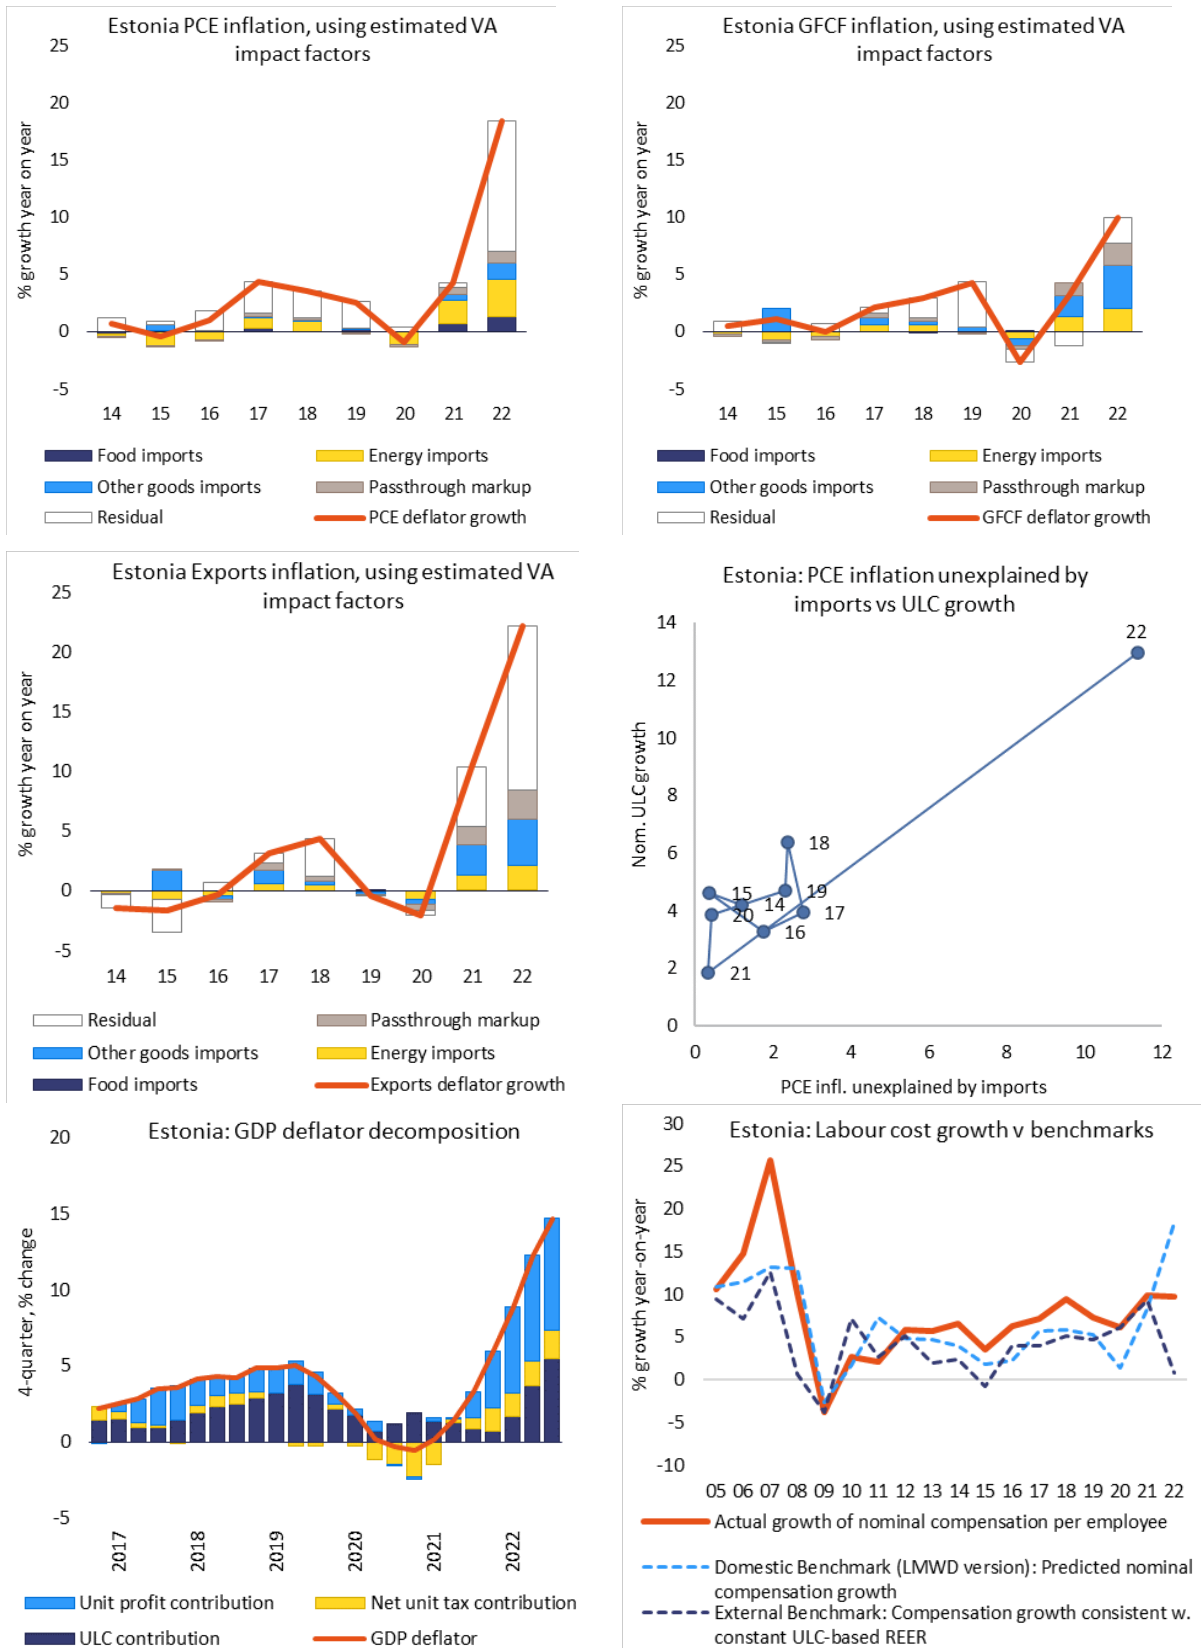 Estonia PCE inflation, using estimated VA
impact factors
% growth year on year
25
20
15
10
5
0
-5
14 15 16 17 18 19 20 21 22
Food imports
Energy imports
Other goods imports
Passthrough markup
Residual
PCE deflator growth
Estonia GFCF inflation, using estimated VA
impact factors
% growth year on year
25
20
15
10
5
0
-5
14 15 16 17 18 19 20 21 22
Food imports
Energy imports
Other goods imports
Passthrough markup
Residual
GFCF deflator growth
Estonia Exports inflation, using estimated VA
impact factors
% growth year on year
25
20
15
10
5
0
-5
14 15 16 17 18 19 20 21 22
Residual
Passthrough markup
Other goods imports
Energy imports
Food imports
Exports deflator growth
Estonia: PCE inflation unexplained by
imports vs ULC growth
Nom. ULC growth
14
12
10
8
6
4
2
0
22
18
15
14
19
17
20
16
21
0 2 4 6 8 10 12
PCE infl. unexplained by imports
Estonia: GDP deflator decomposition
4-quarter, % change
20
15
10
5
0
-5
2017 2018 2019 2020 2021 2022
Unit profit contribution
Net unit tax contribution
ULC contribution
GDP deflator
Estonia: Labour cost growth v benchmarks
% growth year-on-year
30
25
20
15
10
5
0
-5
-10
05 06 07 08 09 10 11 12 13 14 15 16 17 18 19 20 21 22
Actual growth of nominal compensation per employee
Domestic Benchmark (LMWD version): Predicted nominal
compensation growth
External Benchmark: Compensation growth consistent w.
constant ULC-based REER